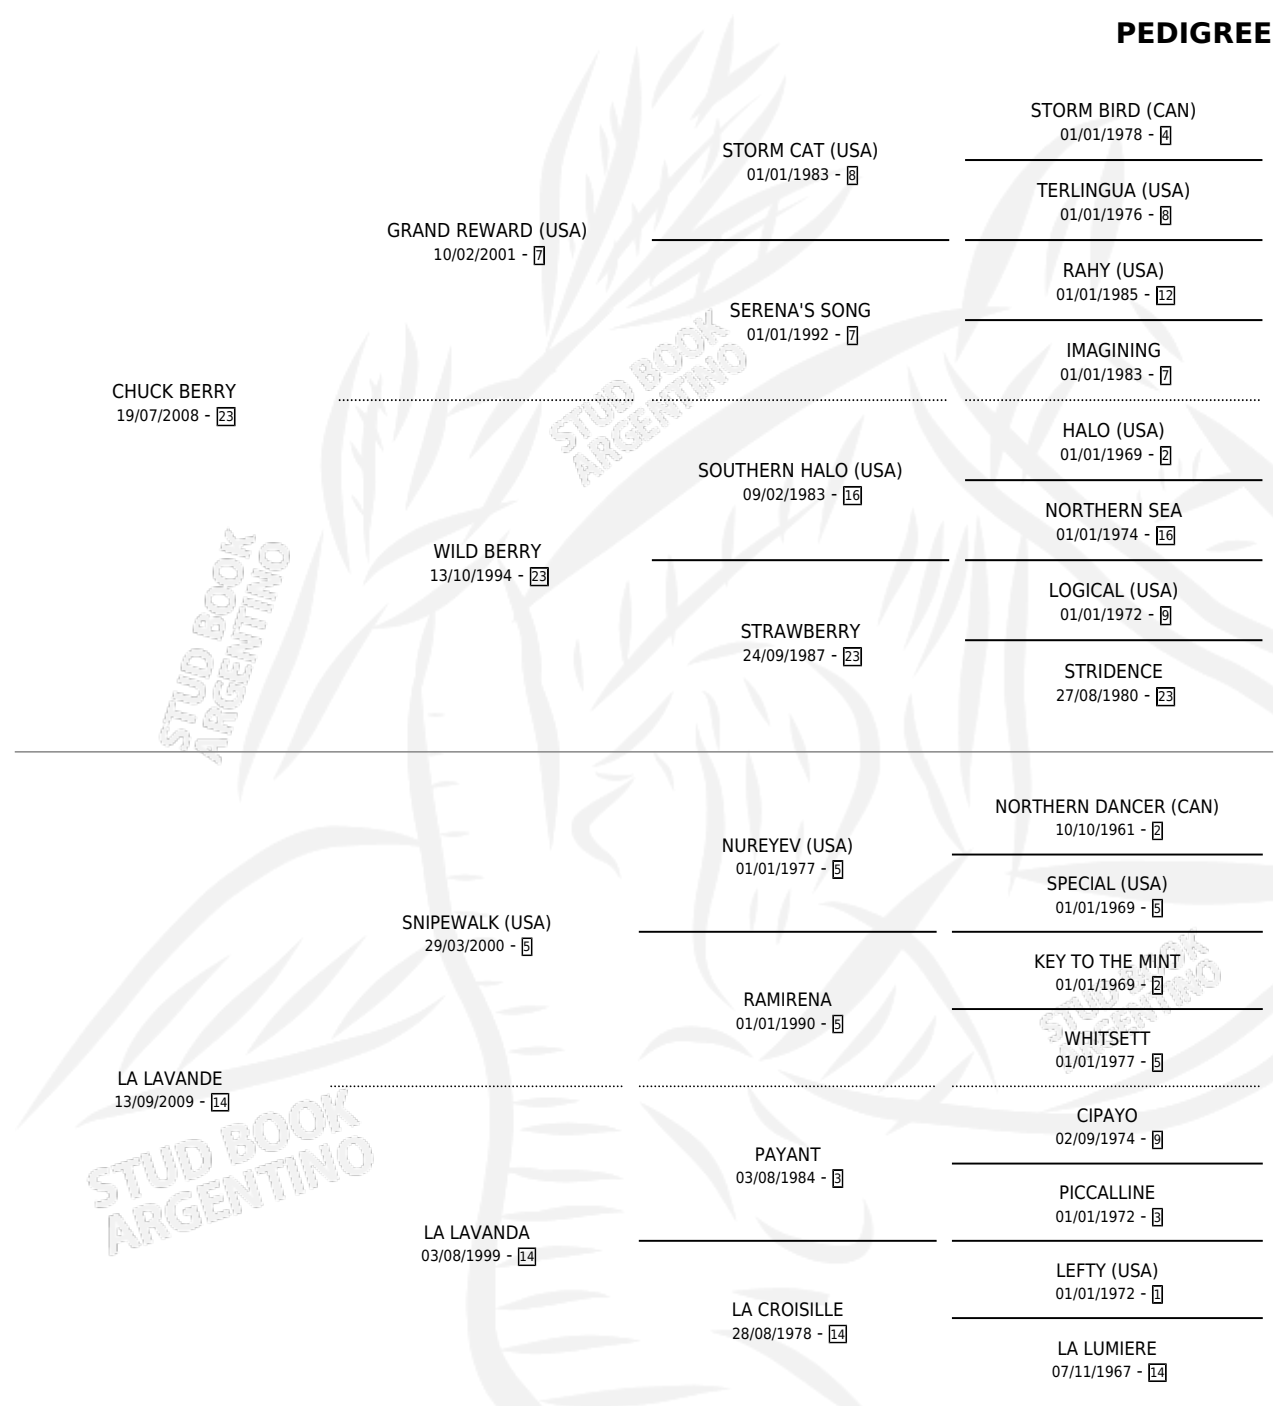 PEDIGREE
STORM BIRD (CAN)
01/01/1978 - 4
STORM CAT (USA)
01/01/1983 - 8
TERLINGUA (USA)
01/01/1976 - 8
GRAND REWARD (USA)
10/02/2001 - 7
RAHY (USA)
01/01/1985 - 12
SERENA'S SONG
01/01/1992 - 7
IMAGINING
01/01/1983 - 7
CHUCK BERRY
19/07/2008 - 23
HALO (USA)
01/01/1969 - 2
SOUTHERN HALO (USA)
09/02/1983 - 16
NORTHERN SEA
01/01/1974 - 16
WILD BERRY
13/10/1994 - 23
LOGICAL (USA)
01/01/1972 - 9
STRAWBERRY
24/09/1987 - 23
STRIDENCE
27/08/1980 - 23
NORTHERN DANCER (CAN)
10/10/1961 - 2
NUREYEV (USA)
01/01/1977 - 5
SPECIAL (USA)
01/01/1969 - 5
SNIPEWALK (USA)
29/03/2000 - 5
KEY TO THE MINT
01/01/1969 - 2
RAMIRENA
01/01/1990 - 5
WHITSETT
01/01/1977 - 5
LA LAVANDE
13/09/2009 - 14
CIPAYO
02/09/1974 - 9
PAYANT
03/08/1984 - 3
PICCALLINE
01/01/1972 - 3
LA LAVANDA
03/08/1999 - 14
LEFTY (USA)
01/01/1972 - 1
LA CROISILLE
28/08/1978 - 14
LA LUMIERE
07/11/1967 - 14
STUD BOOK
ARGENTINO
STUD BOOK
ARGENTINO
STUD BOOK
ARGENTINO
STUD BOOK
ARGENTINO